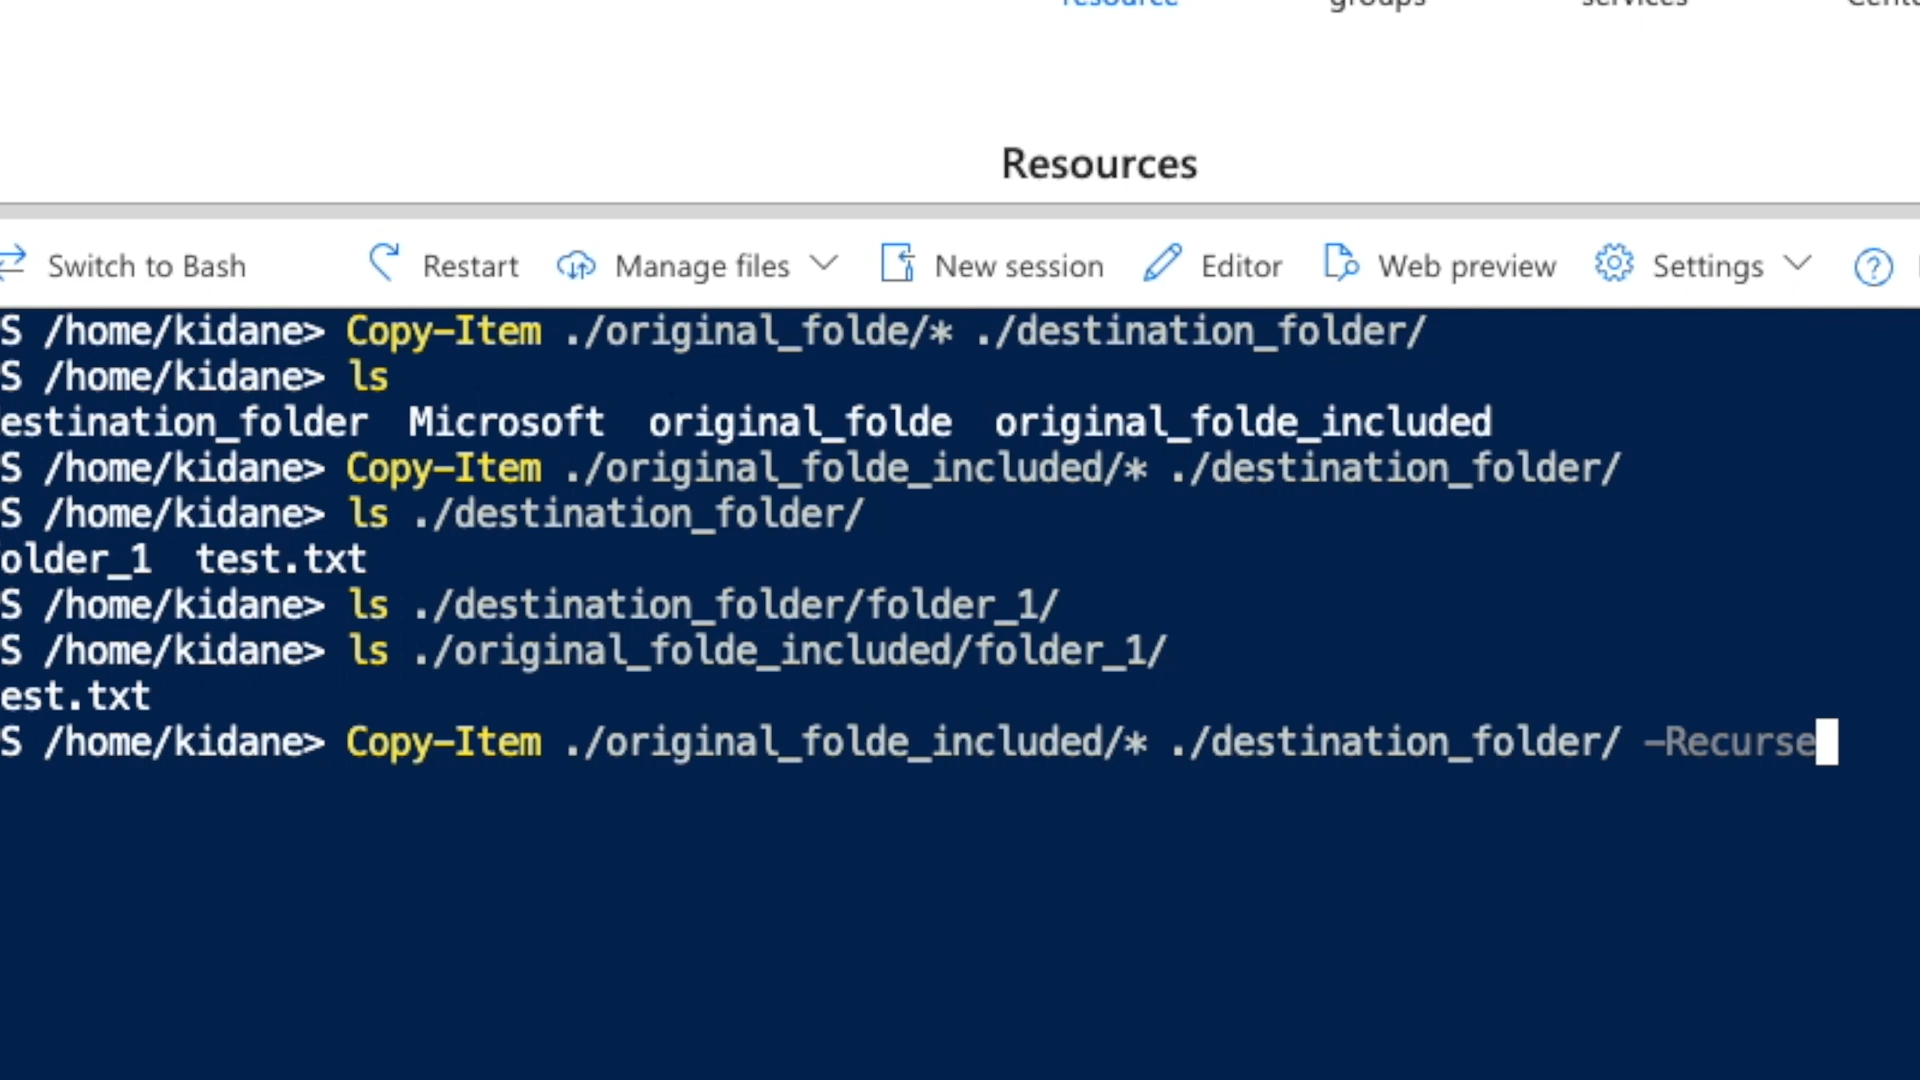 resource groups services
Resources
Switch to Bash Restart Manage files New session Editor Web preview Settings
S /home/kidane> Copy-Item ./original_folde/* ./destination_folder/
S /home/kidane> ls
estination_folder Microsoft original_folde original_folde_included
S /home/kidane> Copy-Item ./original_folde_included/* ./destination_folder/
S /home/kidane> ls ./destination_folder/
older_1 test.txt
S /home/kidane> ls ./destination_folder/folder_1/
S /home/kidane> ls ./original_folde_included/folder_1/
est.txt
S /home/kidane> Copy-Item ./original_folde_included/* ./destination_folder/ -Recurse